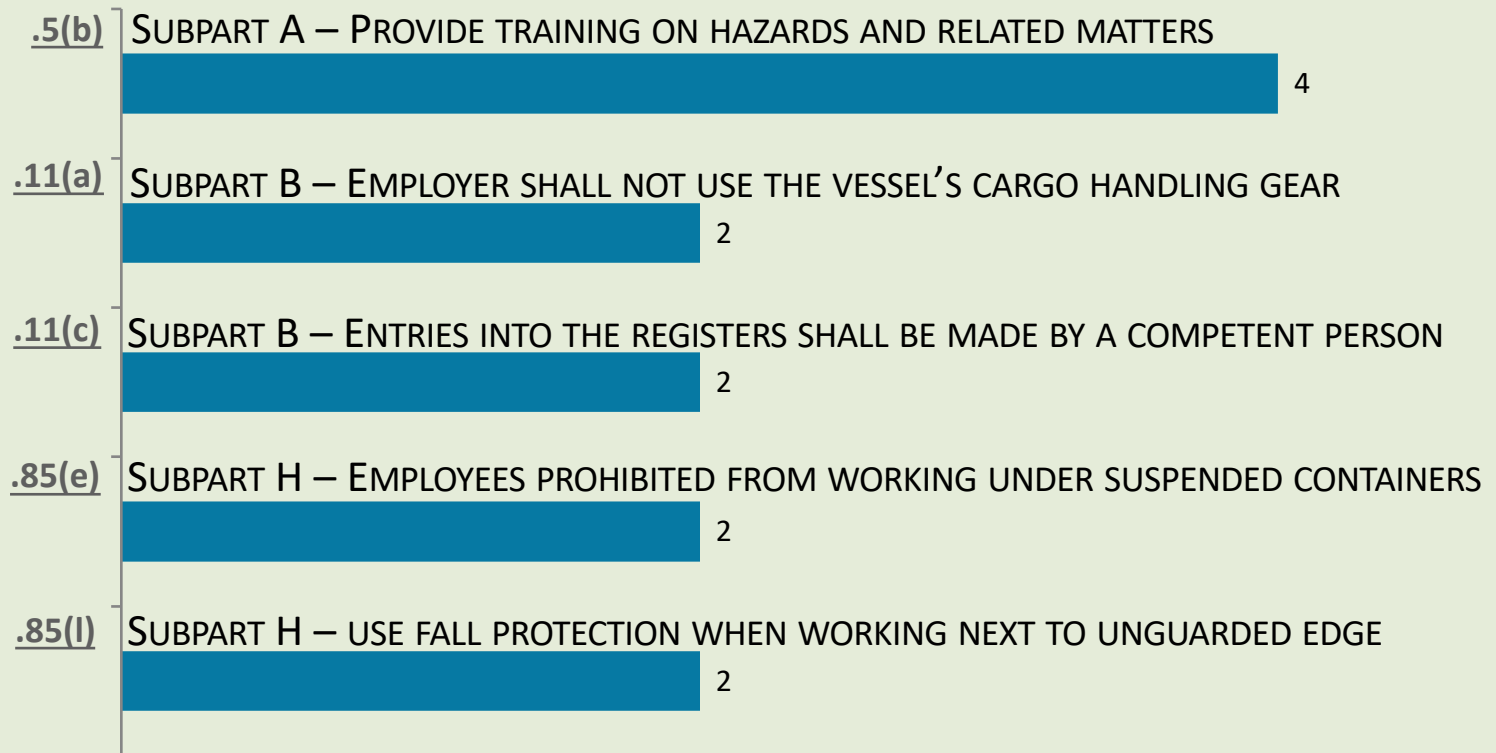 .5(b) Subpart A – Provide training on hazards and related matters
4
.11(a) Subpart B – Employer shall not use the vessel’s cargo handling gear
2
.11(c) Subpart B – Entries into the registers shall be made by a competent person
2
.85(e) Subpart H – Employees prohibited from working under suspended containers
2
.85(l) Subpart H – use fall protection when working next to unguarded edge
2